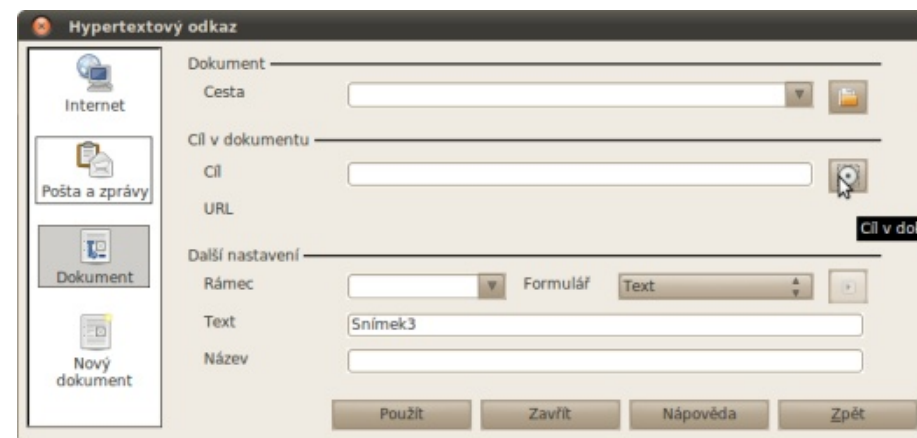 Hypertextový odkaz
Internet
Pošta a zprávy
Dokument
Nový
dokument
Dokument
Cesta
Cíl v dokumentu
Cíl
URL
Cíl v do
Další nastavení
Rámec
Formulář
Text
Text
Snímek3
Název
Použít
Zavřít
Nápověda
Zpět